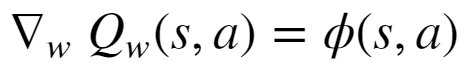 ∇_w Q_w(s, a) = ϕ(s, a)